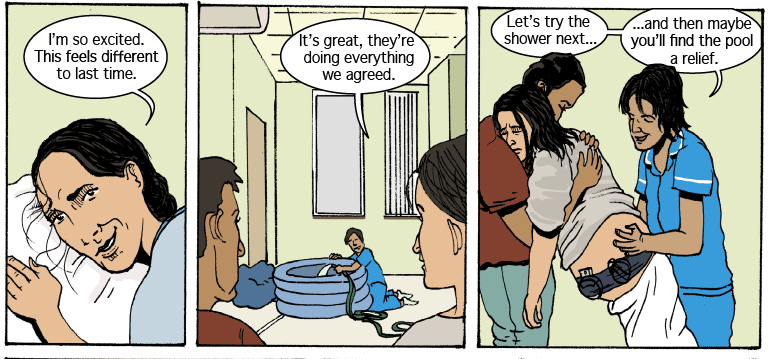 I'm so excited.
This feels different
to last time.
It's great, they're
doing everything
we agreed.
Let's try the
shower next...
...and then maybe
you'll find the pool
a relief.